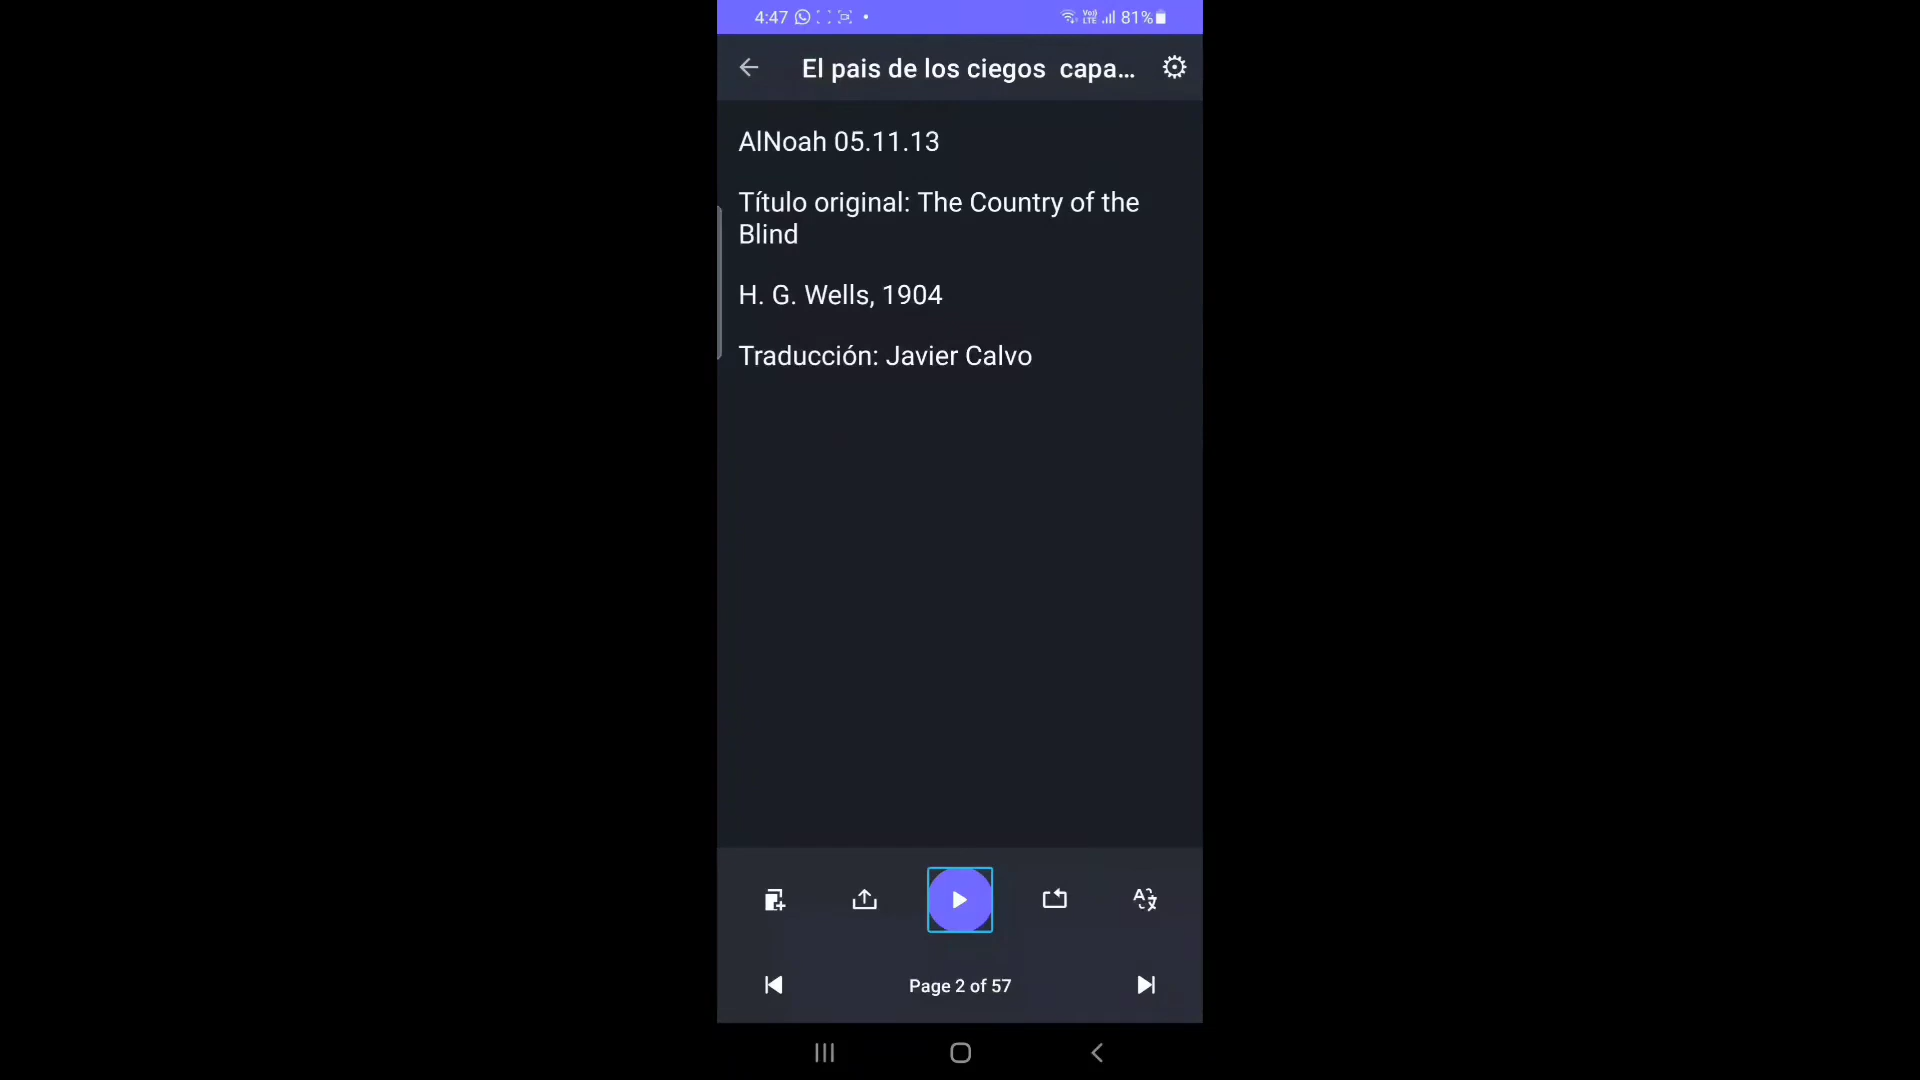 4:47 81%
El pais de los ciegos capa...
AlNoah 05.11.13
Título original: The Country of the
Blind
H. G. Wells, 1904
Traducción: Javier Calvo
Page 2 of 57